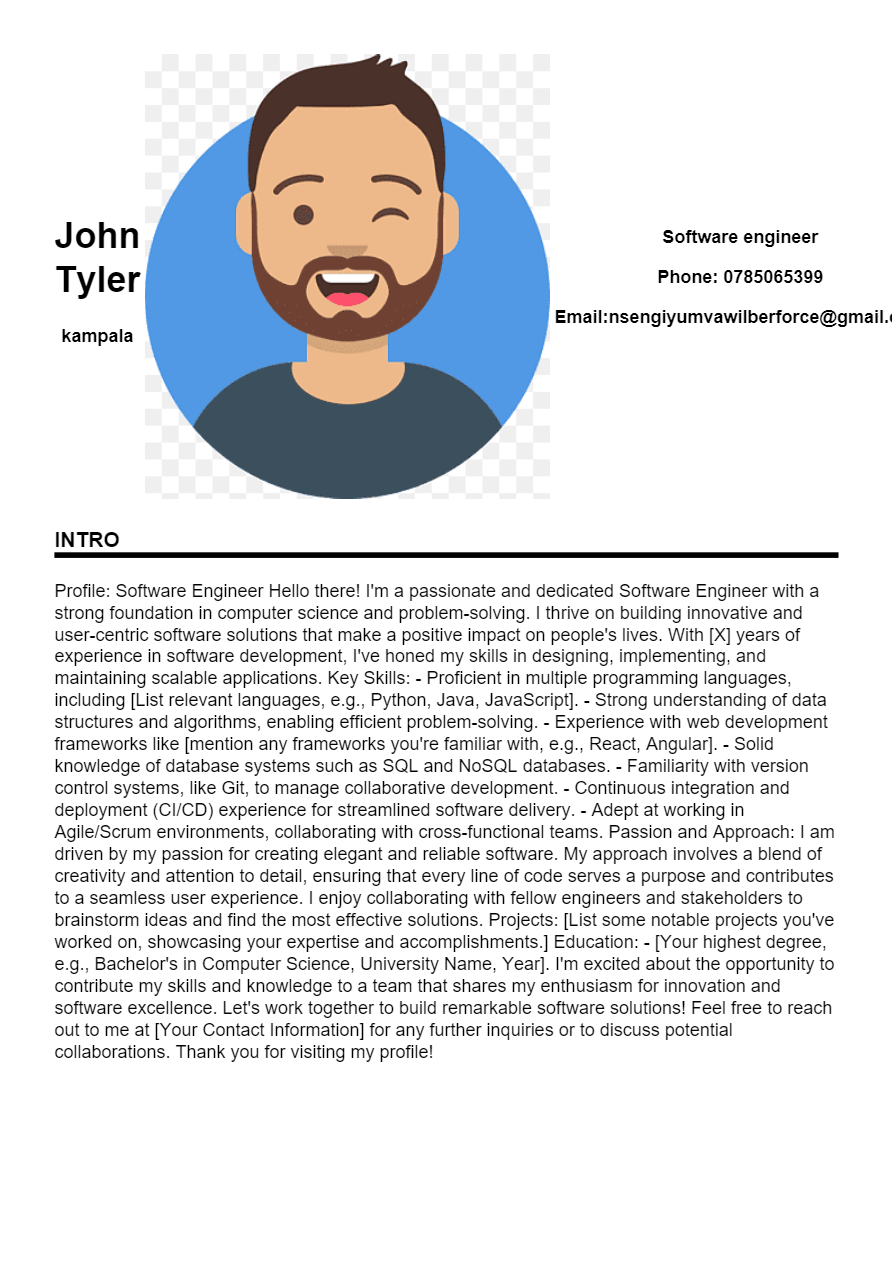 John
Tyler
kampala
Software engineer
Phone: 0785065399
Email:nsengiyumvawilberforce@gmail.
INTRO
Profile: Software Engineer Hello there! I'm a passionate and dedicated Software Engineer with a
strong foundation in computer science and problem-solving. I thrive on building innovative and
user-centric software solutions that make a positive impact on people's lives. With [X] years of
experience in software development, I've honed my skills in designing, implementing, and
maintaining scalable applications. Key Skills: - Proficient in multiple programming languages,
including [List relevant languages, e.g., Python, Java, JavaScript]. - Strong understanding of data
structures and algorithms, enabling efficient problem-solving. - Experience with web development
frameworks like [mention any frameworks you're familiar with, e.g., React, Angular]. - Solid
knowledge of database systems such as SQL and NoSQL databases. - Familiarity with version
control systems, like Git, to manage collaborative development. - Continuous integration and
deployment (CI/CD) experience for streamlined software delivery. - Adept at working in
Agile/Scrum environments, collaborating with cross-functional teams. Passion and Approach: I am
driven by my passion for creating elegant and reliable software. My approach involves a blend of
creativity and attention to detail, ensuring that every line of code serves a purpose and contributes
to a seamless user experience. I enjoy collaborating with fellow engineers and stakeholders to
brainstorm ideas and find the most effective solutions. Projects: [List some notable projects you've
worked on, showcasing your expertise and accomplishments.] Education: - [Your highest degree,
e.g., Bachelor's in Computer Science, University Name, Year]. I'm excited about the opportunity to
contribute my skills and knowledge to a team that shares my enthusiasm for innovation and
software excellence. Let's work together to build remarkable software solutions! Feel free to reach
out to me at [Your Contact Information] for any further inquiries or to discuss potential
collaborations. Thank you for visiting my profile!